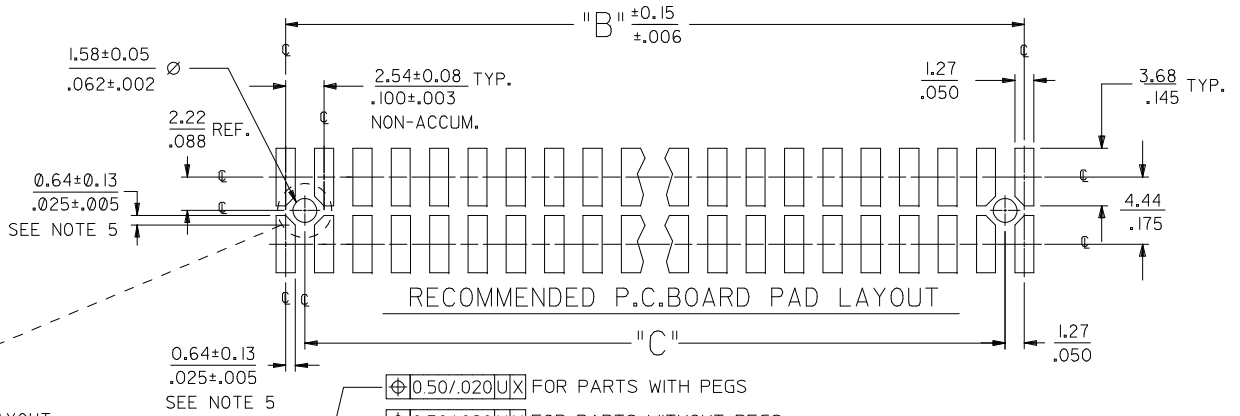 "B" ±0.15
±.006
1.58±0.05 Ø
.062±.002
2.54±0.08 TYP.
.100±.003
NON-ACCUM.
1.27
.050
3.68 TYP.
.145
2.22 REF.
.088
0.64±0.13
.025±.005
SEE NOTE 5
4.44
.175
RECOMMENDED P.C.BOARD PAD LAYOUT
"C"
1.27
.050
0.64±0.13
.025±.005
SEE NOTE 5
⌖ 0.50/.020 U X FOR PARTS WITH PEGS